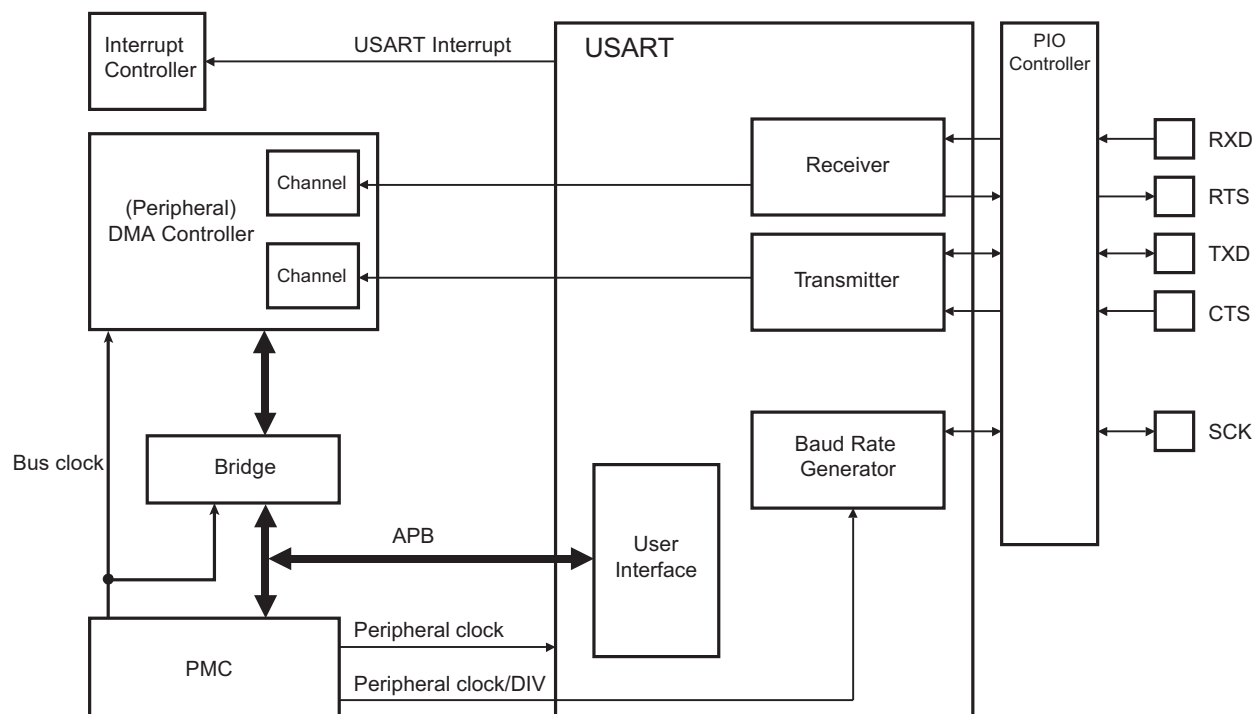 Interrupt
Controller
USART Interrupt
USART
PIO
Controller
Receiver
RXD
(Peripheral)
DMA Controller
Channel
RTS
Channel
Transmitter
TXD
CTS
Baud Rate
Generator
SCK
Bus clock
Bridge
APB
User
Interface
PMC
Peripheral clock
Peripheral clock/DIV